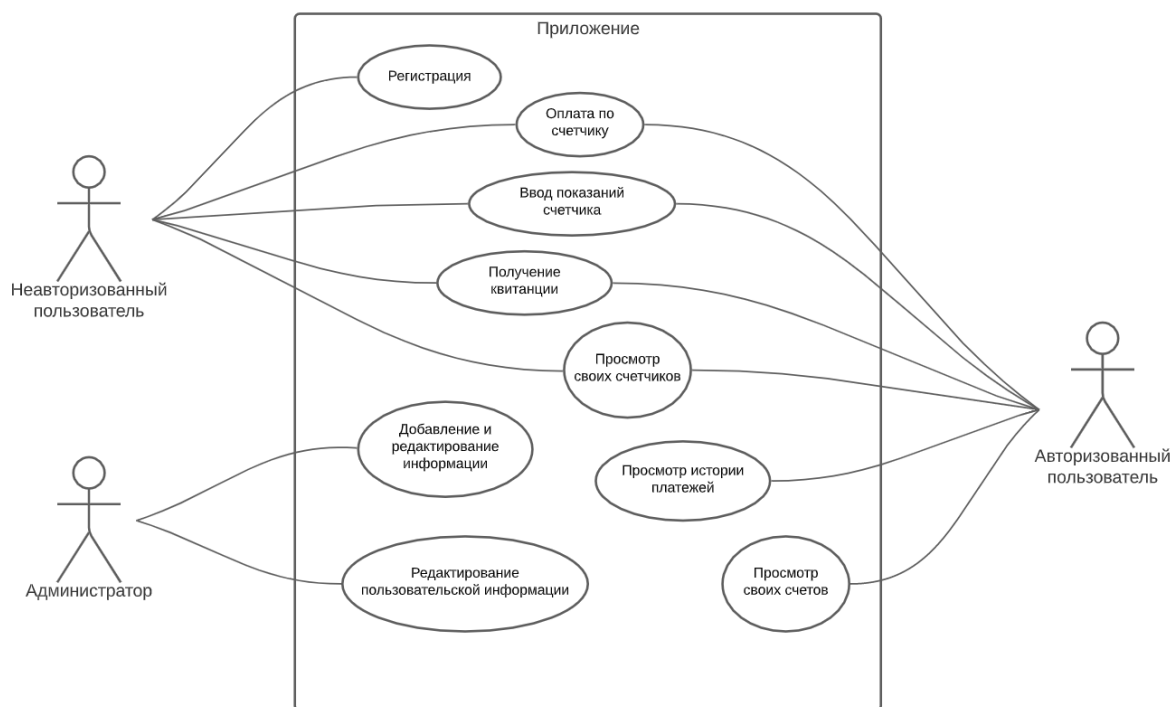 Приложение
Регистрация
Оплата по
счетчику
Ввод показаний
счетчика
Получение
квитанции
Неавторизованный
пользователь
Просмотр
своих счетчиков
Добавление и
редактирование
информации
Авторизованный
пользователь
Просмотр истории
платежей
Администратор
Редактирование
пользовательской информации
Просмотр
своих счетов